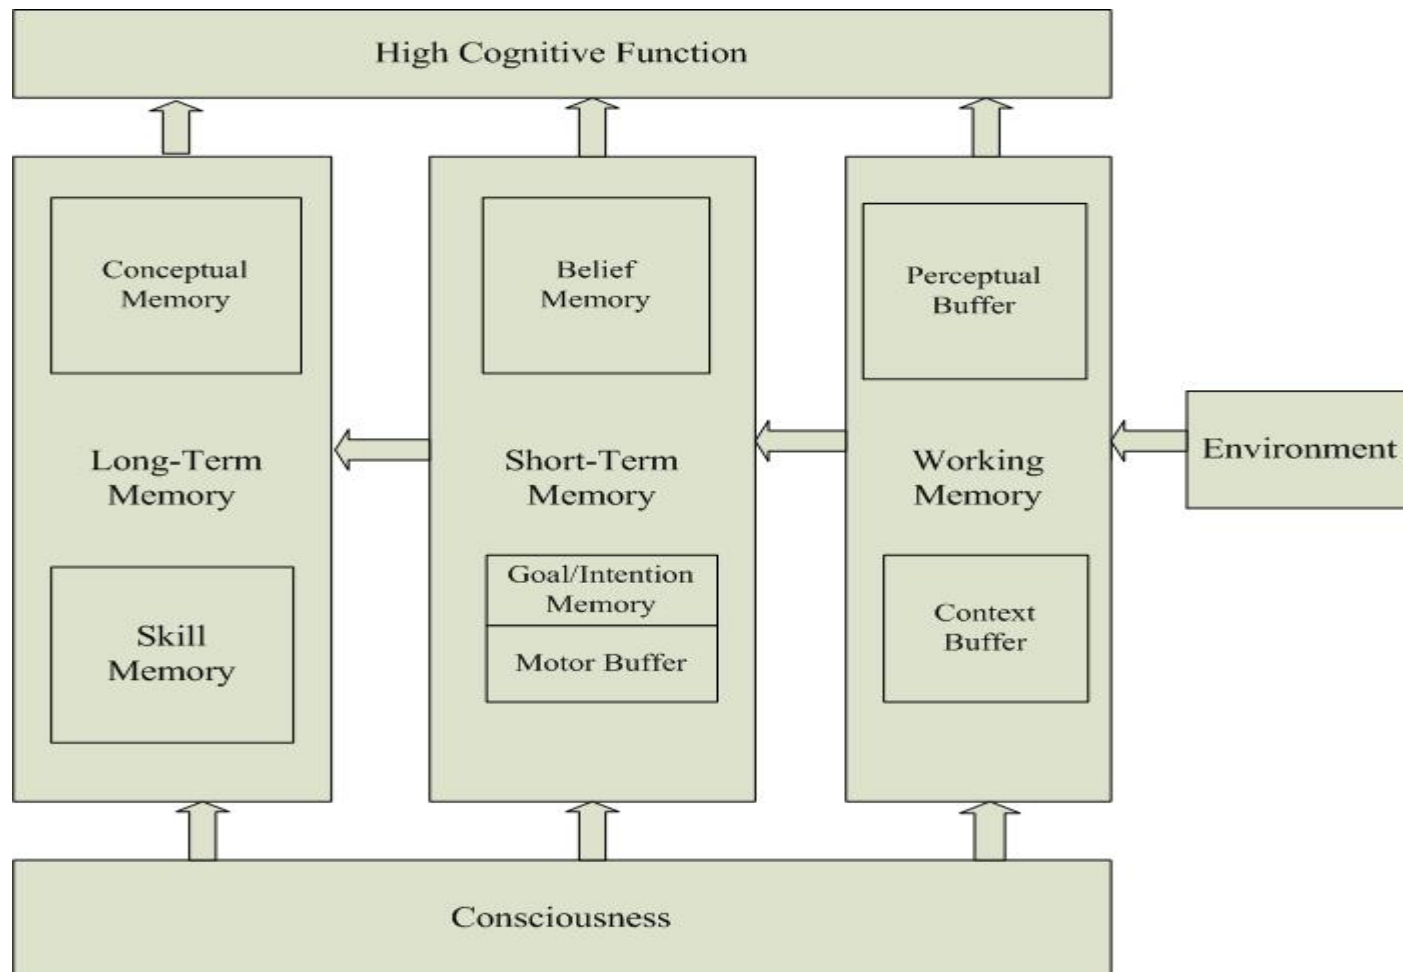 High Cognitive Function
Conceptual
Memory
Long-Term
Memory
Skill
Memory
Belief
Memory
Short-Term
Memory
Goal/Intention
Memory
Motor Buffer
Perceptual
Buffer
Working
Memory
Context
Buffer
Environment
Consciousness